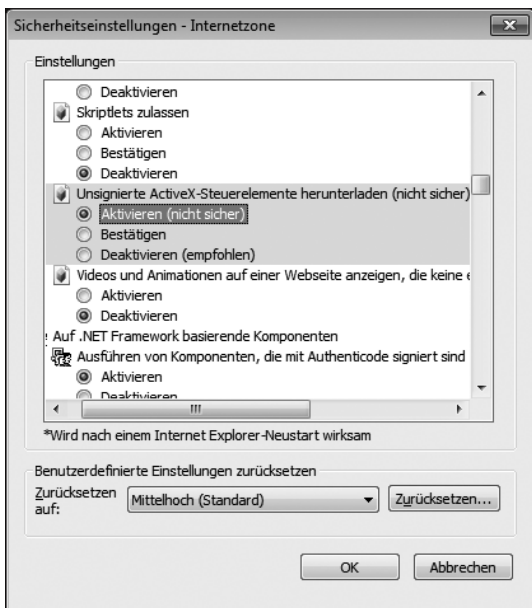 Sicherheitseinstellungen - Internetzone
Einstellungen
Deaktivieren
Skriptlets zulassen
Aktivieren
Bestätigen
Deaktivieren
Unsignierte ActiveX-Steuerelemente herunterladen (nicht sicher)
Aktivieren (nicht sicher)
Bestätigen
Deaktivieren (empfohlen)
Videos und Animationen auf einer Webseite anzeigen, die keine e
Aktivieren
Deaktivieren
Auf .NET Framework basierende Komponenten
Ausführen von Komponenten, die mit Authenticode signiert sind
Aktivieren
Deaktivieren
*Wird nach einem Internet Explorer-Neustart wirksam
Benutzerdefinierte Einstellungen zurücksetzen
Zurücksetzen auf:
Mittelhoch (Standard)
Zurücksetzen...
OK
Abbrechen